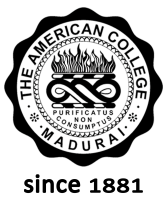 · THE AMERICAN COLLEGE ·
PURIFICATUS
NON
CONSUMPTUS
MADURAI.
since 1881